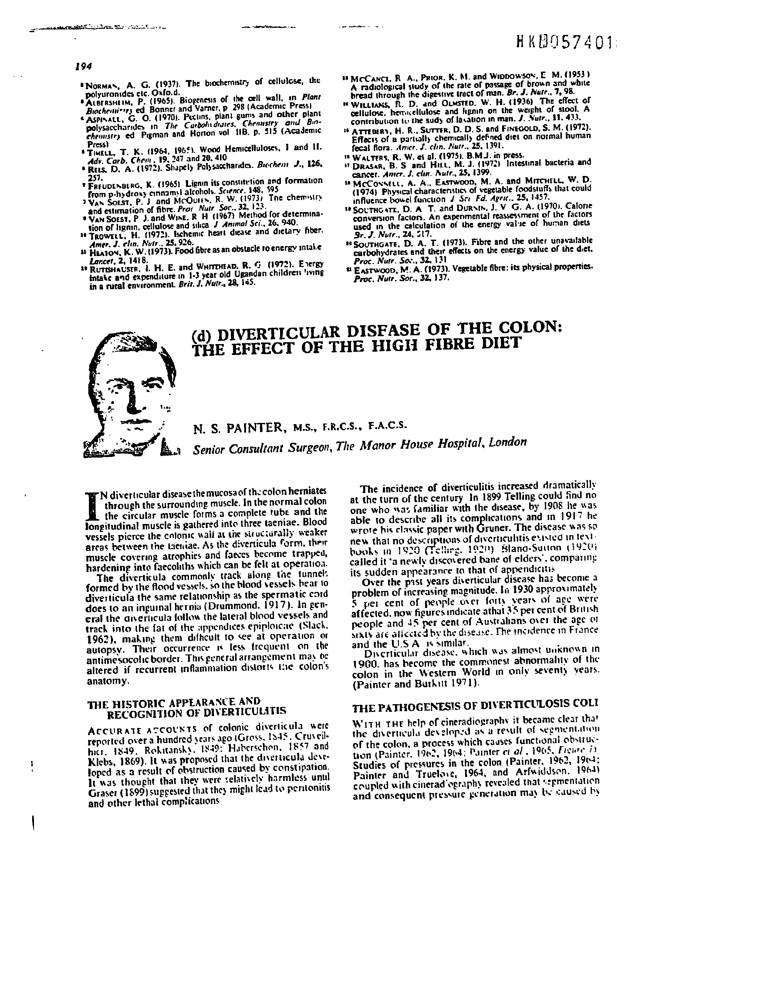 HKB057401
194
NORMAN, A. G. (1937). The biochemistry of cellulose, the
polyuronides etc. Oxf.d.
ALBERSHEIM, P. (1965). Biogenesis of the cell wall, in Plant
Biochemistry ed Bonner and Varner, p 298 (Academic Press)
ASPINALL, G. O. (1970). Pectins, plant gums and other plant
polysaccharides in The Carbohydrates, Chemistry and Bio-
chemistry ed Pigman and Horton vol IIB. p. 515 (Academic
Press)
TIMELL, T. K. (1964, 1965). Wood Hemicelluloses, I and II.
Adv. Carb. Chem, 19, 247 and 20, 410
REES, D. A. (1972). Shapely Polysaccharides. Biochem J., 126,
257.
FREUDENBERG, K. (1965) Lignin its constitution and formation
from p-hydroxy cinnamyl alcohols. Science, 148, 595
VAN SOEST, P. J and McQUEEN, R. W. (1973) The chemistry
and estimation of fibre. Proc Nutr Soc., 32, 123.
VAN SOEST, P J. and WINE, R H (1967) Method for determina-
tion of lignin, cellulose and silica J Animal Sci., 26, 940.
TROWELL, H. (1972). Ischemic heart disease and dietary fiber.
Amer. J. clin. Nutr., 25, 926.
HEATON, K. W. (1973). Food fibre as an obstacle to energy intake
Lancet, 2, 1418.
RUTISHAUSER, I. H. E. and WHITEHEAD, R. G (1972). Energy
intake and expenditure in 1-3 year old Ugandan children living
in a rural environment. Brit. J. Nutr., 28, 145.
McCANCE, R A., PRIOR, K. M. and WIDDOWSON, E M. (1953)
A radiological study of the rate of passage of brown and white
bread through the digestive tract of man. Br. J. Nutr., 7, 98.
WILLIAMS, R. D. and OLMSTED, W. H. (1936) The effect of
cellulose, hemicellulose and lignin on the weight of stool. A
contribution to the sudy of laxation in man. J. Nutr., 11, 433.
ATTEBERY, H. R., SUTTER, D. D. S. and FINEGOLD, S. M. (1972).
Effects of a partially chemically defined diet on normal human
fecal flora. Amer. J. clin. Nutr., 25, 1391.
WALTERS, R. W. et al. (1975). B.M.J. in press.
DRASAR, B. S and HILL, M. J. (1972) Intestinal bacteria and
cancer. Amer. J. clin. Nutr., 25, 1399.
McCONNELL, A. A., EASTWOOD, M. A. and MITCHELL, W. D.
(1974) Physical characteristics of vegetable foodstuffs that could
influence bowel function J Sci Fd. Agric., 25, 1457.
SOUTHGATE, D. A T. and DURNIN, J. V G. A. (1970). Calorie
conversion factors. An experimental reassessment of the factors
used in the calculation of the energy value of human diets
Br. J. Nutr., 24, 517.
SOUTHGATE, D. A. T. (1973). Fibre and the other unavailable
carbohydrates and their effects on the energy value of the diet.
Proc. Nutr. Soc., 32, 131
EASTWOOD, M. A. (1973). Vegetable fibre: its physical properties.
Proc. Nutr. Soc., 32, 137.
(d) DIVERTICULAR DISEASE OF THE COLON:
THE EFFECT OF THE HIGH FIBRE DIET
N. S. PAINTER, M.S., F.R.C.S., F.A.C.S.
Senior Consultant Surgeon, The Manor House Hospital, London
IN diverticular disease the mucosa of the colon herniates
through the surrounding muscle. In the normal colon
the circular muscle forms a complete tube and the
longitudinal muscle is gathered into three taeniae. Blood
vessels pierce the colonic wall at the structurally weaker
areas between the taeniae. As the diverticula form, their
muscle covering atrophies and faeces become trapped,
hardening into faecoliths which can be felt at operation.
The diverticula commonly track along the tunnels
formed by the flood vessels, so the blood vessels bear to
diverticula the same relationship as the spermatic cord
does to an inguinal hernia (Drummond, 1917). In gen-
eral the diverticula follow the lateral blood vessels and
track into the fat of the appendices epiploicae (Slack,
1962), making them difficult to see at operation or
autopsy. Their occurrence is less frequent on the
antimesocolic border. This general arrangement may be
altered if recurrent inflammation distorts the colon's
anatomy.
THE HISTORIC APPEARANCE AND
RECOGNITION OF DIVERTICULITIS
ACCURATE ACCOUNTS of colonic diverticula were
reported over a hundred years ago (Gross, 1845, Cruveil-
hier, 1849, Rokitansky, 1849; Haberschon, 1857 and
Klebs, 1869). It was proposed that the diverticula deve-
loped as a result of obstruction caused by constipation.
It was thought that they were relatively harmless until
Graser (1899) suggested that they might lead to peritonitis
and other lethal complications
The incidence of diverticulitis increased dramatically
at the turn of the century In 1899 Telling could find no
one who was familiar with the disease, by 1908 he was
able to describe all its complications and in 1917 he
wrote his classic paper with Gruner. The disease was so
new that no descriptions of diverticulitis existed in text-
books in 1920 (Telling, 1920) Bland-Sutton (1920)
called it 'a newly discovered bane of elders', comparing
its sudden appearance to that of appendicitis
Over the past years diverticular disease has become a
problem of increasing magnitude. In 1930 approximately
5 per cent of people over forty years of age were
affected, now figures indicate athal 35 per cent of British
people and 45 per cent of Australians over the age of
sixty are affected by the disease. The incidence in France
and the U.S A is similar.
Diverticular disease, which was almost unknown in
1900, has become the commonest abnormality of the
colon in the Western World in only seventy years.
(Painter and Burkitt 1971).
THE PATHOGENESIS OF DIVERTICULOSIS COLI
WITH THE help of cineradiography it became clear that
the diverticula developed as a result of segmentation
of the colon, a process which causes functional obstruc-
tion (Painter, 1962, 1964; Painter et al, 1965, Figure 1)
Studies of pressures in the colon (Painter, 1962, 1964;
Painter and Truelove, 1964, and Arfwidsson, 1964)
coupled with cineradiography revealed that segmentation
and consequent pressure generation may be caused by